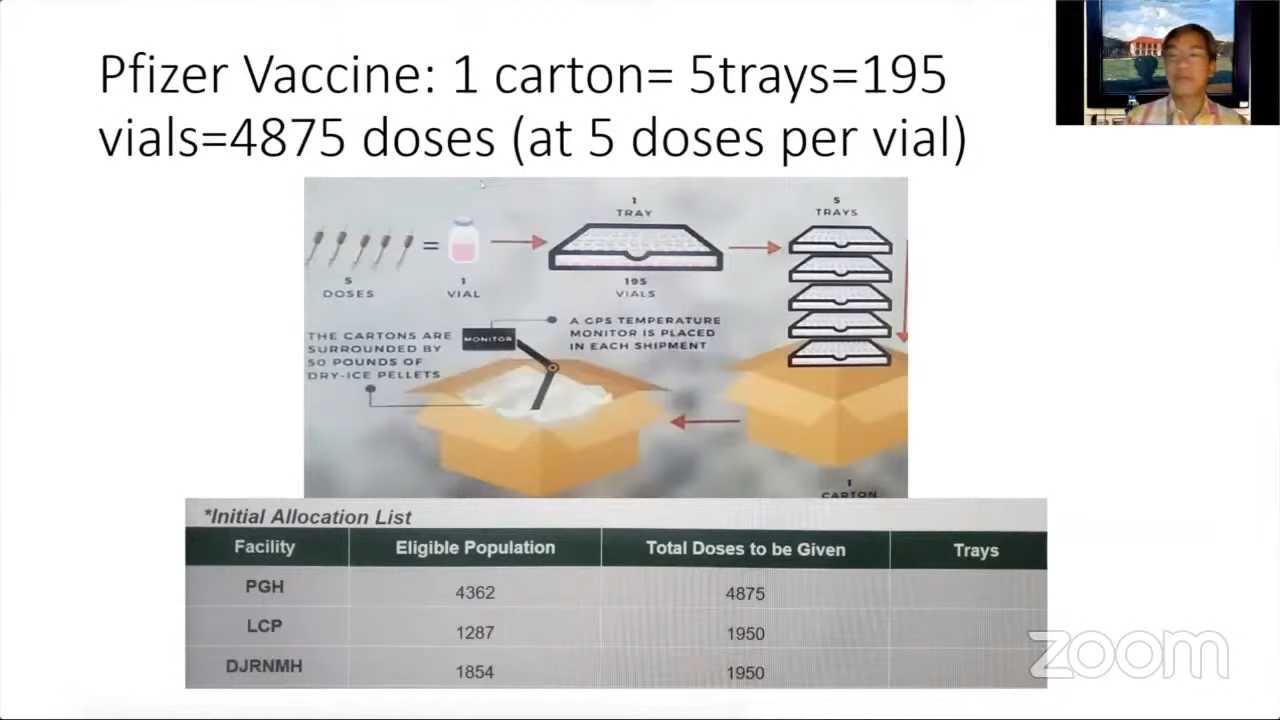 Pfizer Vaccine: 1 carton= 5trays=195
vials=4875 doses (at 5 doses per vial)
5
DOSES
=
1
VIAL
1
TRAY
195
VIALS
5
TRAYS
THE CARTONS ARE
SURROUNDED BY
50 POUNDS OF
DRY-ICE PELLETS
MONITOR
A GPS TEMPERATURE
MONITOR IS PLACED
IN EACH SHIPMENT
1
CARTON
*Initial Allocation List
Facility Eligible Population Total Doses to be Given Trays
PGH 4362 4875
LCP 1287 1950
DJRNMH 1854 1950
zoom